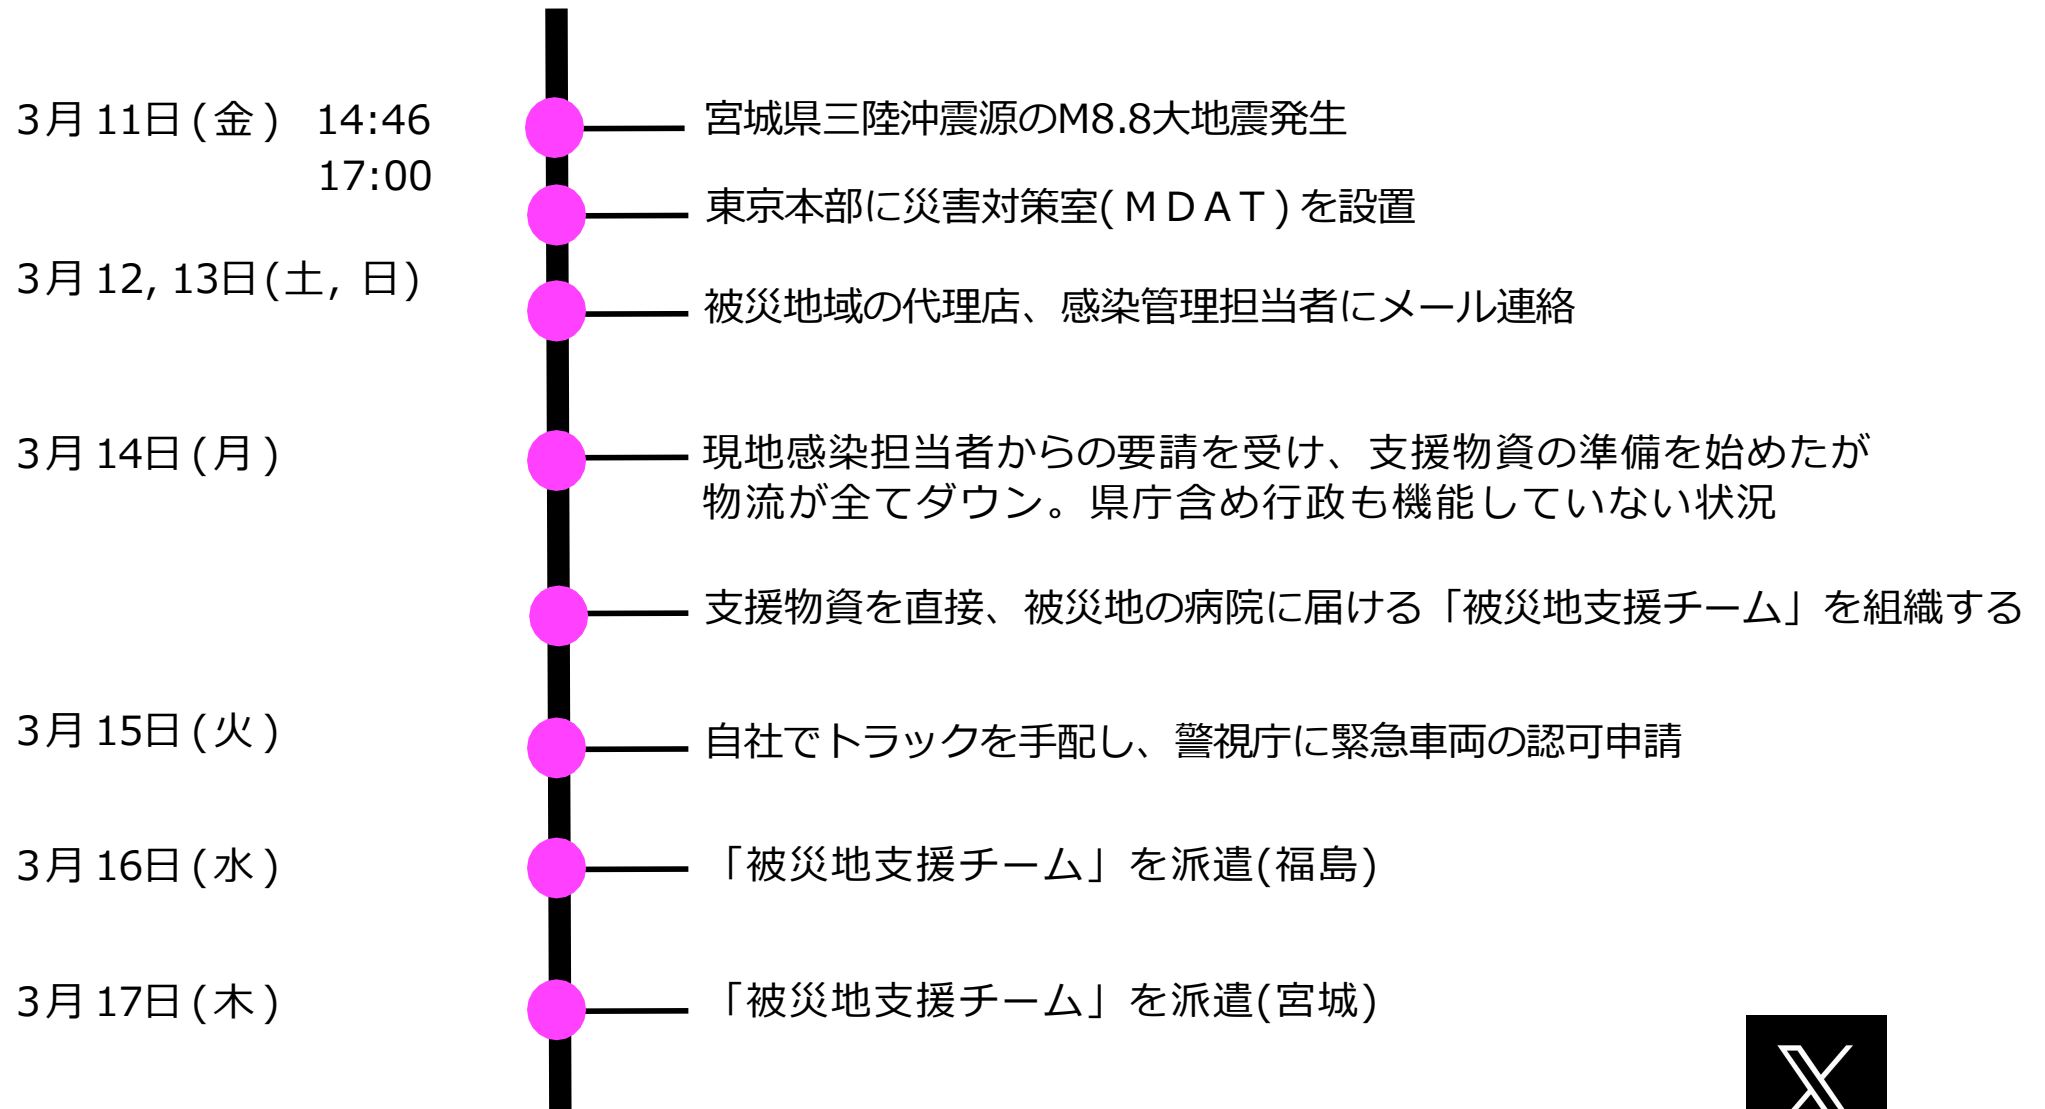 3月 11日 (金) 14:46
宮城県三陸沖震源のM8.8大地震発生
17:00
東京本部に災害対策室(ＭＤＡＴ)を設置
3月 12, 13日 (土, 日)
被災地域の代理店、感染管理担当者にメール連絡
3月 14日 (月)
現地感染担当者からの要請を受け、支援物資の準備を始めたが
物流が全てダウン。県庁含め行政も機能していない状況
支援物資を直接、被災地の病院に届ける「被災地支援チーム」を組織する
3月 15日 (火)
自社でトラックを手配し、警視庁に緊急車両の認可申請
3月 16日 (水)
「被災地支援チーム」を派遣(福島)
3月 17日 (木)
「被災地支援チーム」を派遣(宮城)